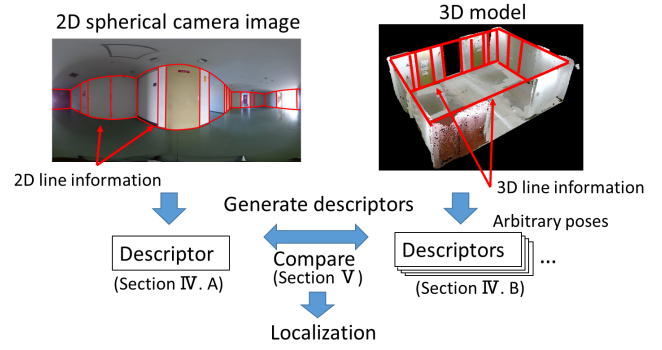 2D spherical camera image
3D model
2D line information
3D line information
Generate descriptors
Arbitrary poses
Descriptor
Compare
Descriptors
...
(Section Ⅳ. A)
(Section Ⅴ)
(Section Ⅳ. B)
Localization